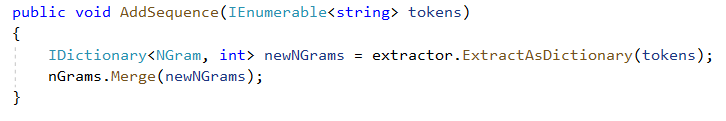 public void AddSequence(IEnumerable<string> tokens)
{
    IDictionary<NGram, int> newNGrams = extractor.ExtractAsDictionary(tokens);
    nGrams.Merge(newNGrams);
}